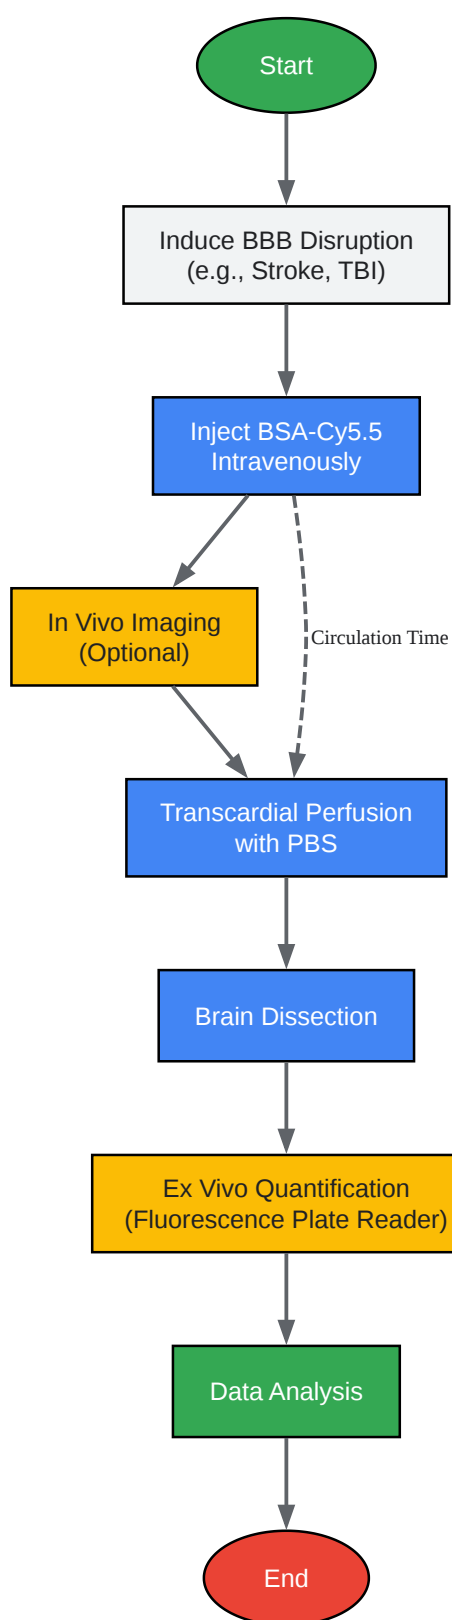 Start
Induce BBB Disruption
(e.g., Stroke, TBI)
Inject BSA-Cy5.5
Intravenously
In Vivo Imaging
(Optional)
Circulation Time
Transcardial Perfusion
with PBS
Brain Dissection
Ex Vivo Quantification
(Fluorescence Plate Reader)
Data Analysis
End